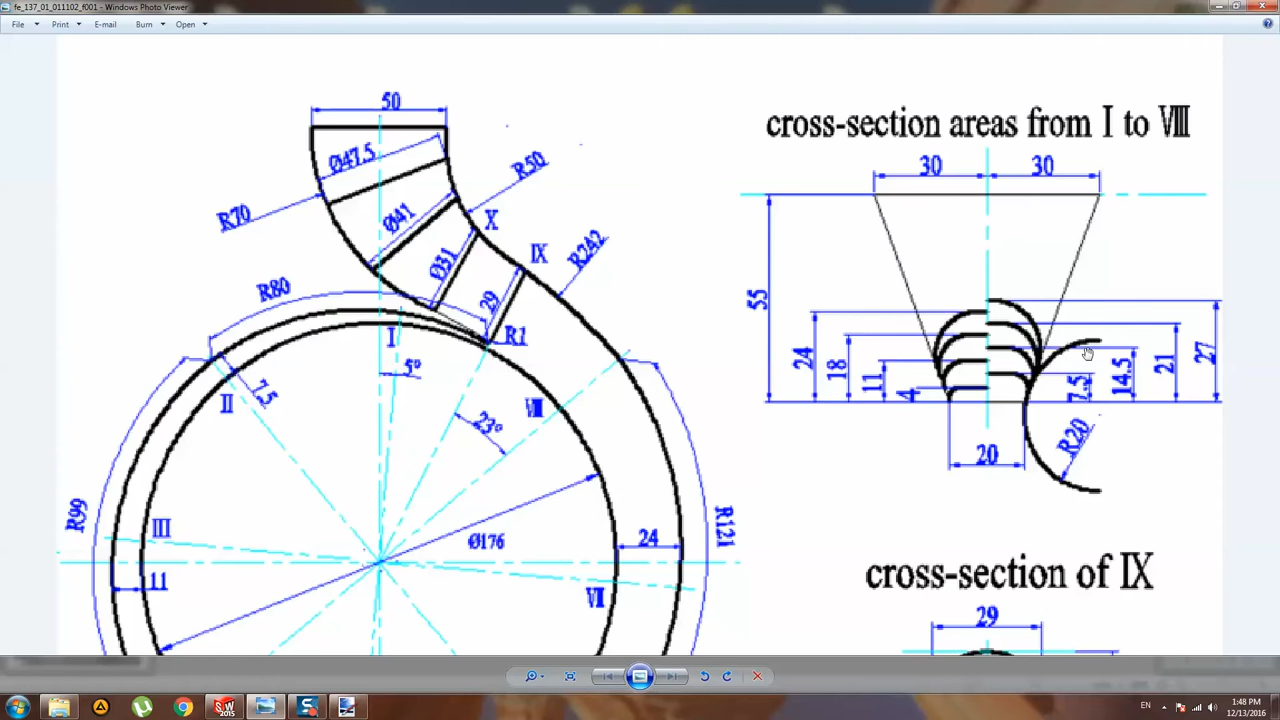 fe_137_01_011102_f001 - Windows Photo Viewer
File Print E-mail Burn Open
50
Ø47.5
R50
R70
Ø41
X
IX
Ø31
R242
29
R80
I
R1
5°
II
7.5
VIII
23°
R99
III
Ø176
24
R121
11
VII
cross-section areas from I to VIII
30 30
55
24
18
11
4
7.5
14.5
21
27
20
R20
cross-section of IX
29
SW 2015
EN
1:48 PM
12/13/2016